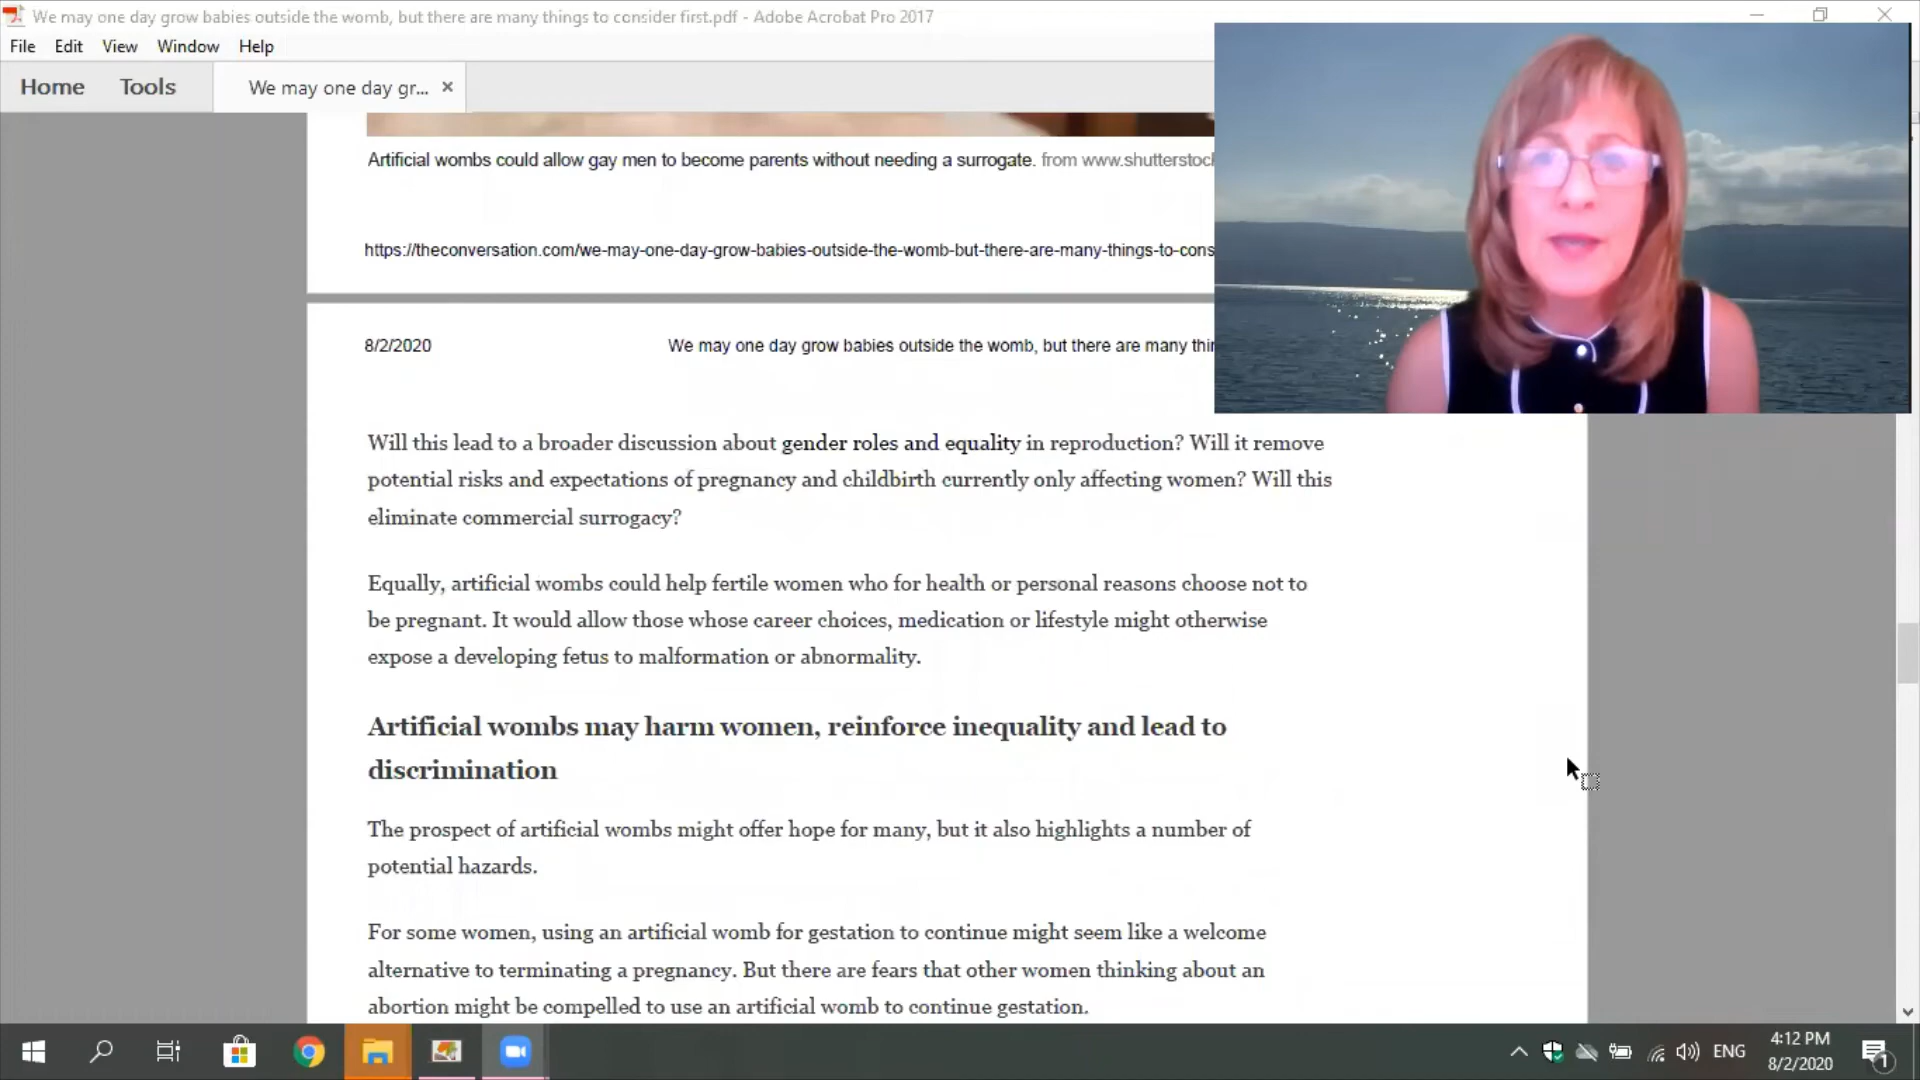 We may one day grow babies outside the womb, but there are many things to consider first.pdf - Adobe Acrobat Pro 2017
File Edit View Window Help
Home Tools We may one day gr... ×
Artificial wombs could allow gay men to become parents without needing a surrogate. from www.shutterstoc
https://theconversation.com/we-may-one-day-grow-babies-outside-the-womb-but-there-are-many-things-to-cons
8/2/2020 We may one day grow babies outside the womb, but there are many thin
Will this lead to a broader discussion about gender roles and equality in reproduction? Will it remove
potential risks and expectations of pregnancy and childbirth currently only affecting women? Will this
eliminate commercial surrogacy?
Equally, artificial wombs could help fertile women who for health or personal reasons choose not to
be pregnant. It would allow those whose career choices, medication or lifestyle might otherwise
expose a developing fetus to malformation or abnormality.
Artificial wombs may harm women, reinforce inequality and lead to
discrimination
The prospect of artificial wombs might offer hope for many, but it also highlights a number of
potential hazards.
For some women, using an artificial womb for gestation to continue might seem like a welcome
alternative to terminating a pregnancy. But there are fears that other women thinking about an
abortion might be compelled to use an artificial womb to continue gestation.
ENG
4:12 PM
8/2/2020
1